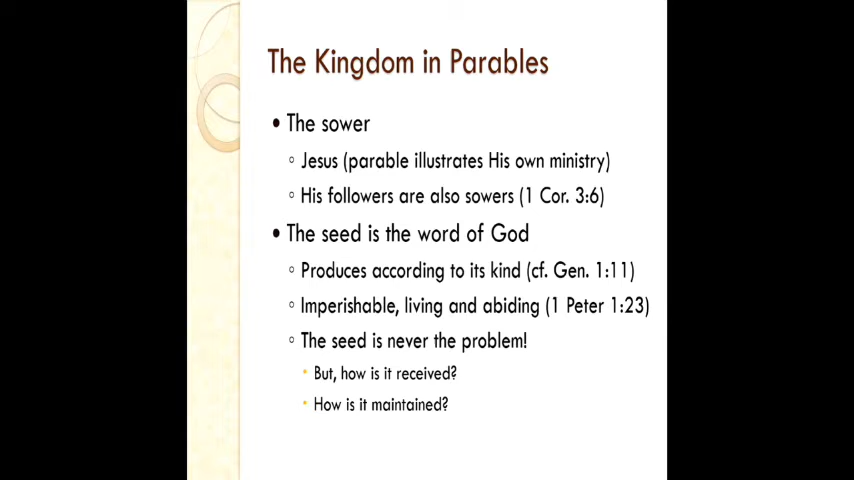 The Kingdom in Parables
• The sower
◦ Jesus (parable illustrates His own ministry)
◦ His followers are also sowers (1 Cor. 3:6)
• The seed is the word of God
◦ Produces according to its kind (cf. Gen. 1:11)
◦ Imperishable, living and abiding (1 Peter 1:23)
◦ The seed is never the problem!
• But, how is it received?
• How is it maintained?